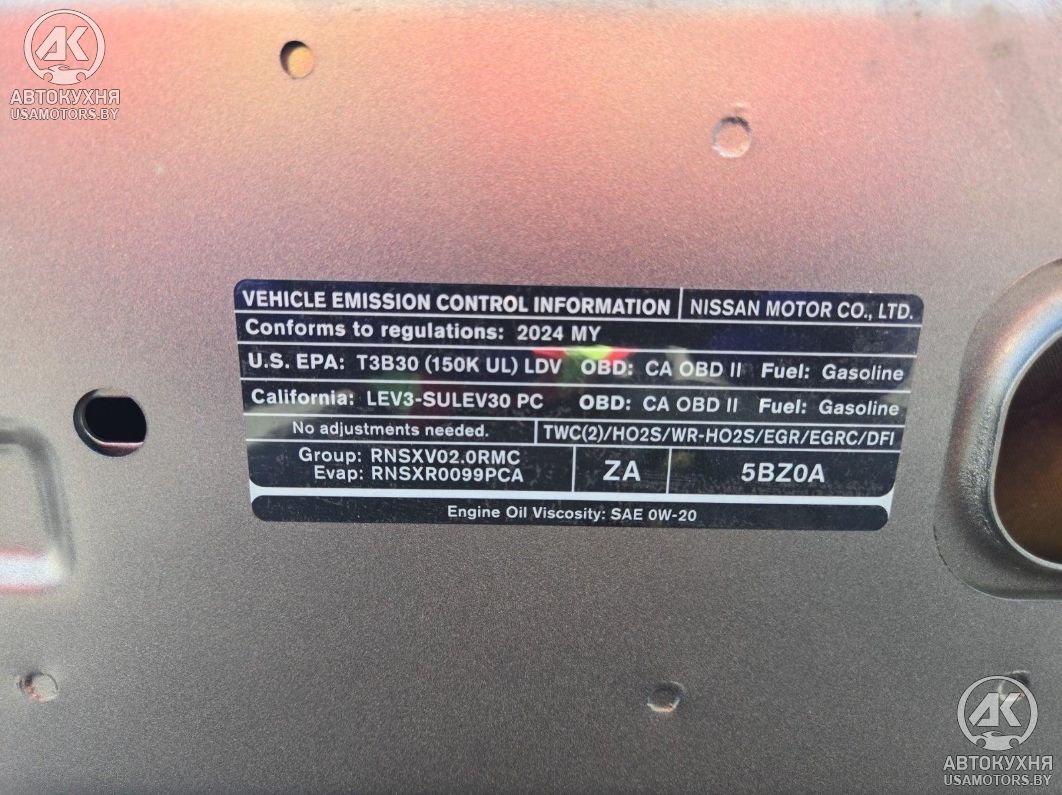 АК
АВТОКУХНЯ
USAMOTORS.BY
VEHICLE EMISSION CONTROL INFORMATION NISSAN MOTOR CO., LTD.
Conforms to regulations: 2024 MY
U.S. EPA: T3B30 (150K UL) LDV OBD: CA OBD II Fuel: Gasoline
California: LEV3-SULEV30 PC OBD: CA OBD II Fuel: Gasoline
No adjustments needed. TWC(2)/HO2S/WR-HO2S/EGR/EGRC/DFI
Group: RNSXV02.0RMC
Evap: RNSXR0099PCA
ZA
5BZ0A
Engine Oil Viscosity: SAE 0W-20
АК
АВТОКУХНЯ
USAMOTORS.BY